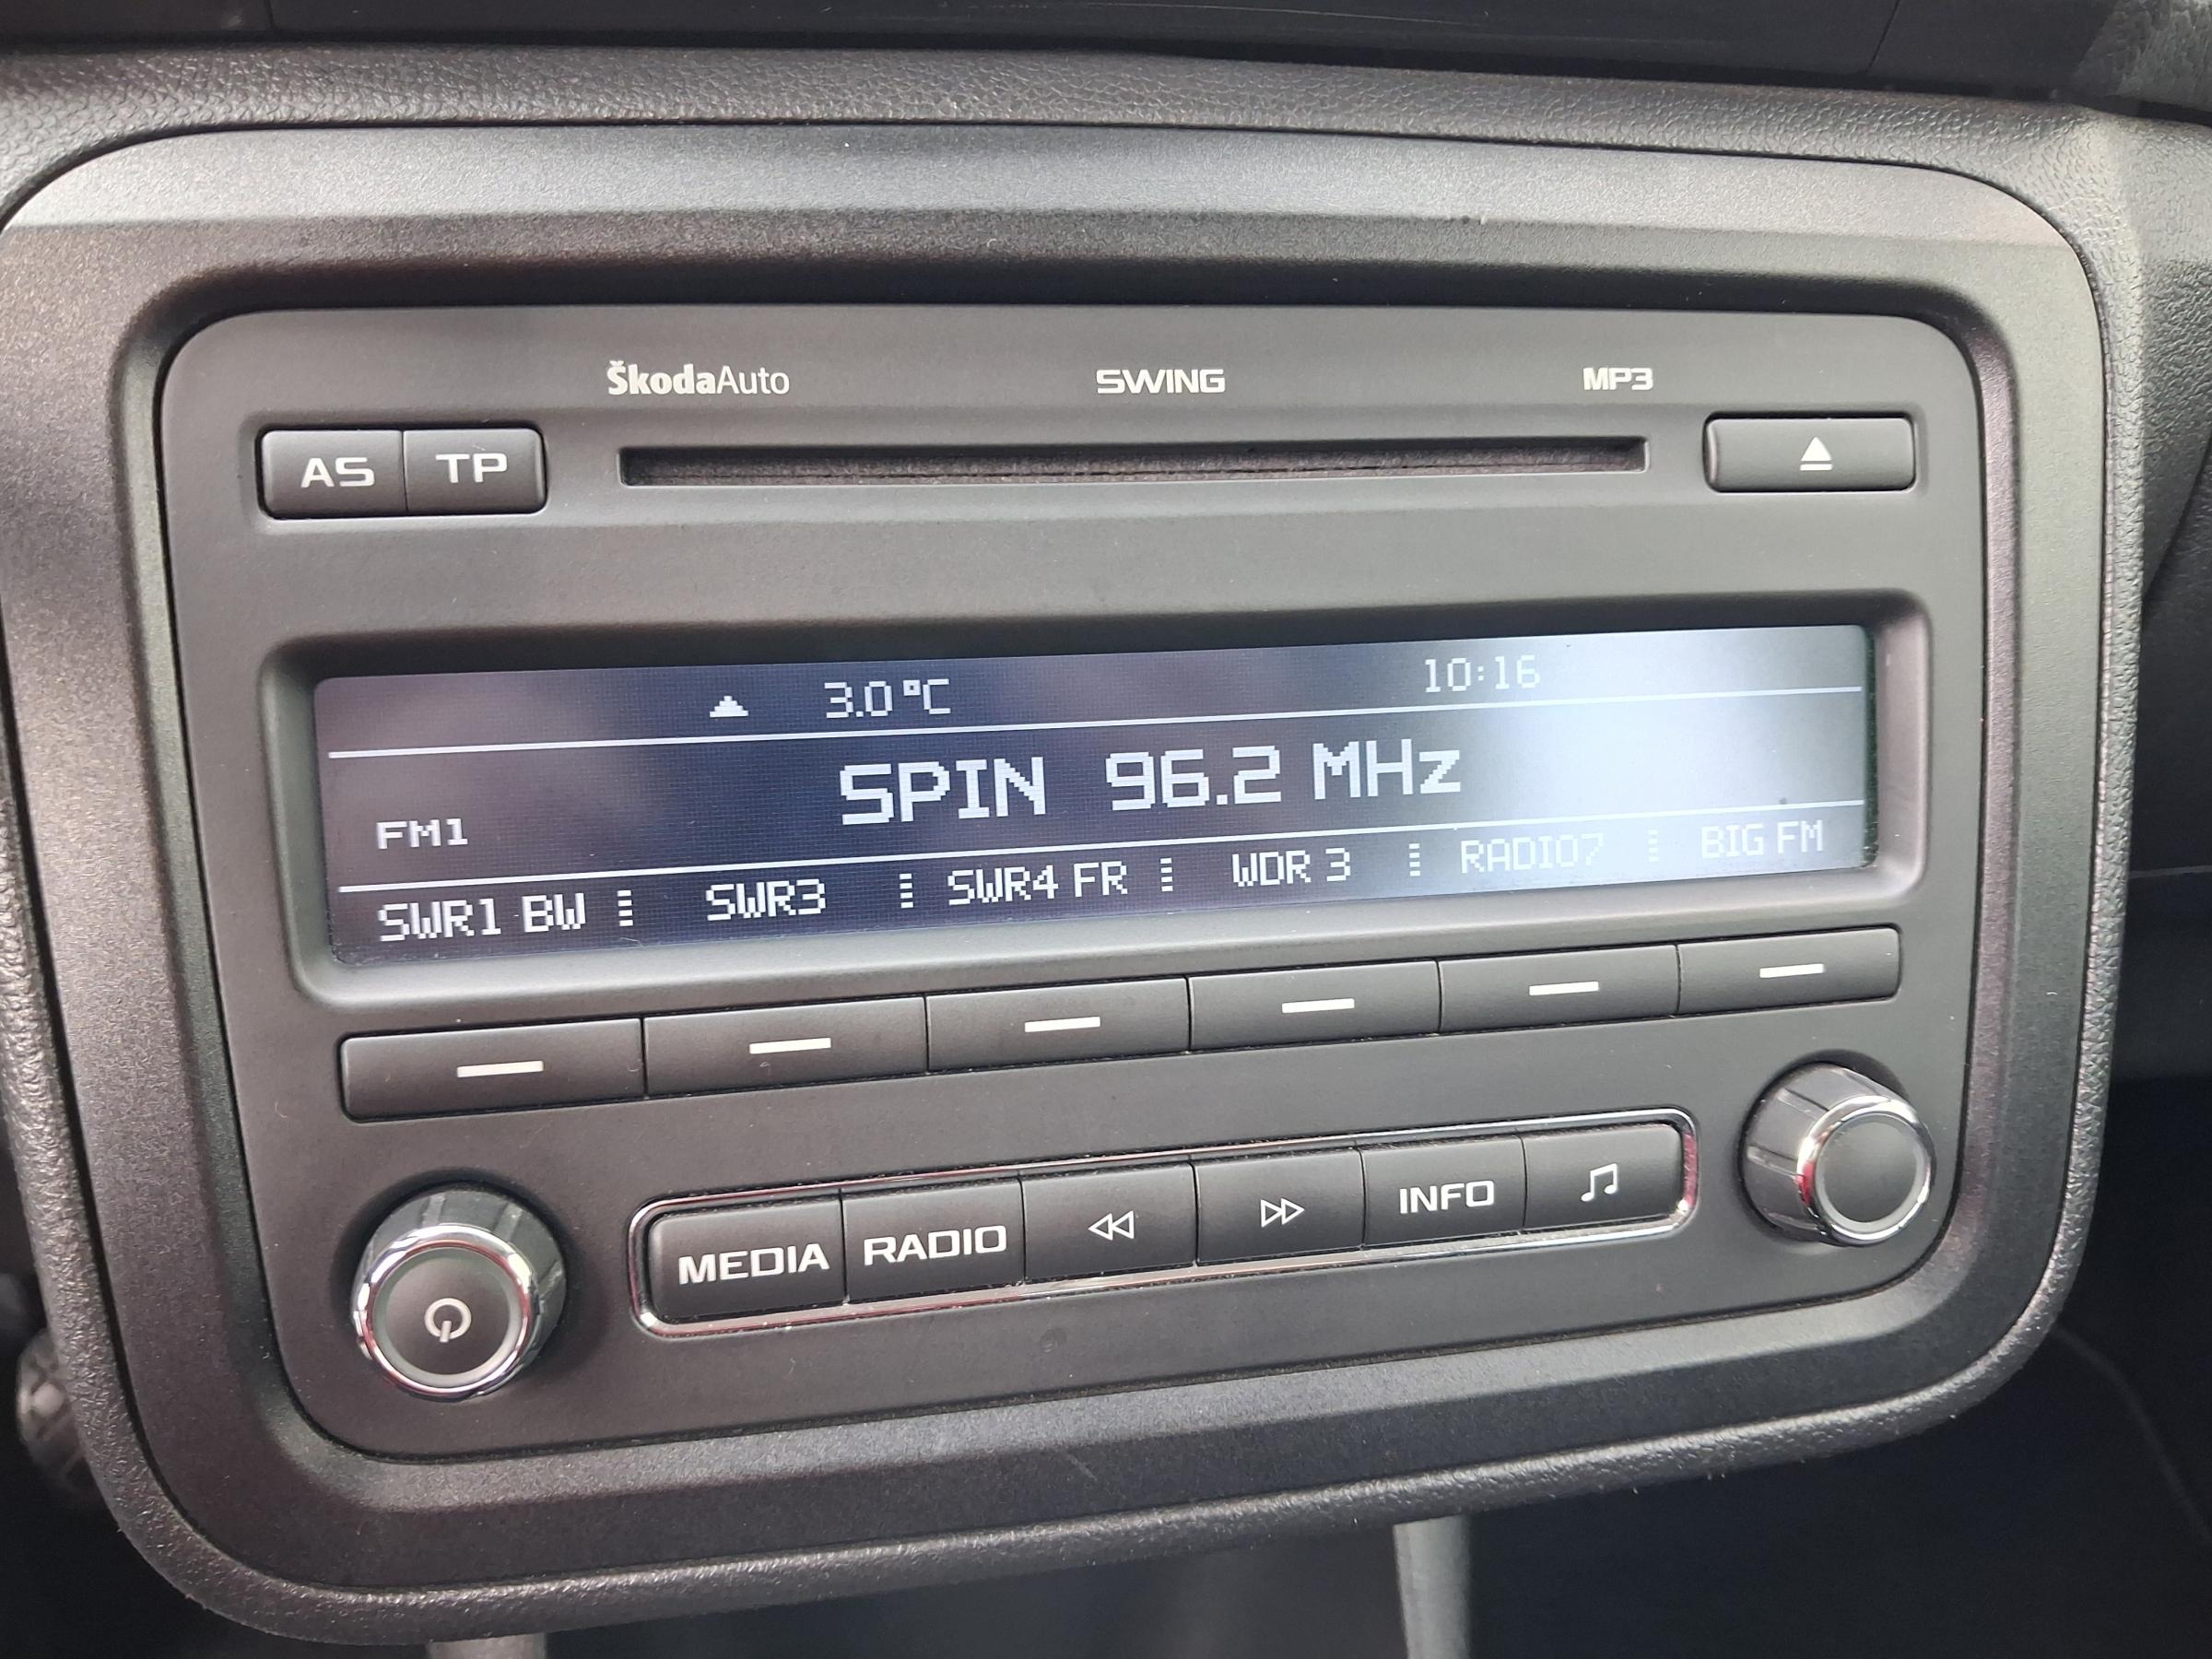 ŠkodaAuto SWING MP3
AS TP
3.0 °C 10:16
SPIN 96.2 MHz
FM1
SWR1 BW SWR3 SWR4 FR WDR 3 RADIO7 BIG FM
MEDIA RADIO INFO